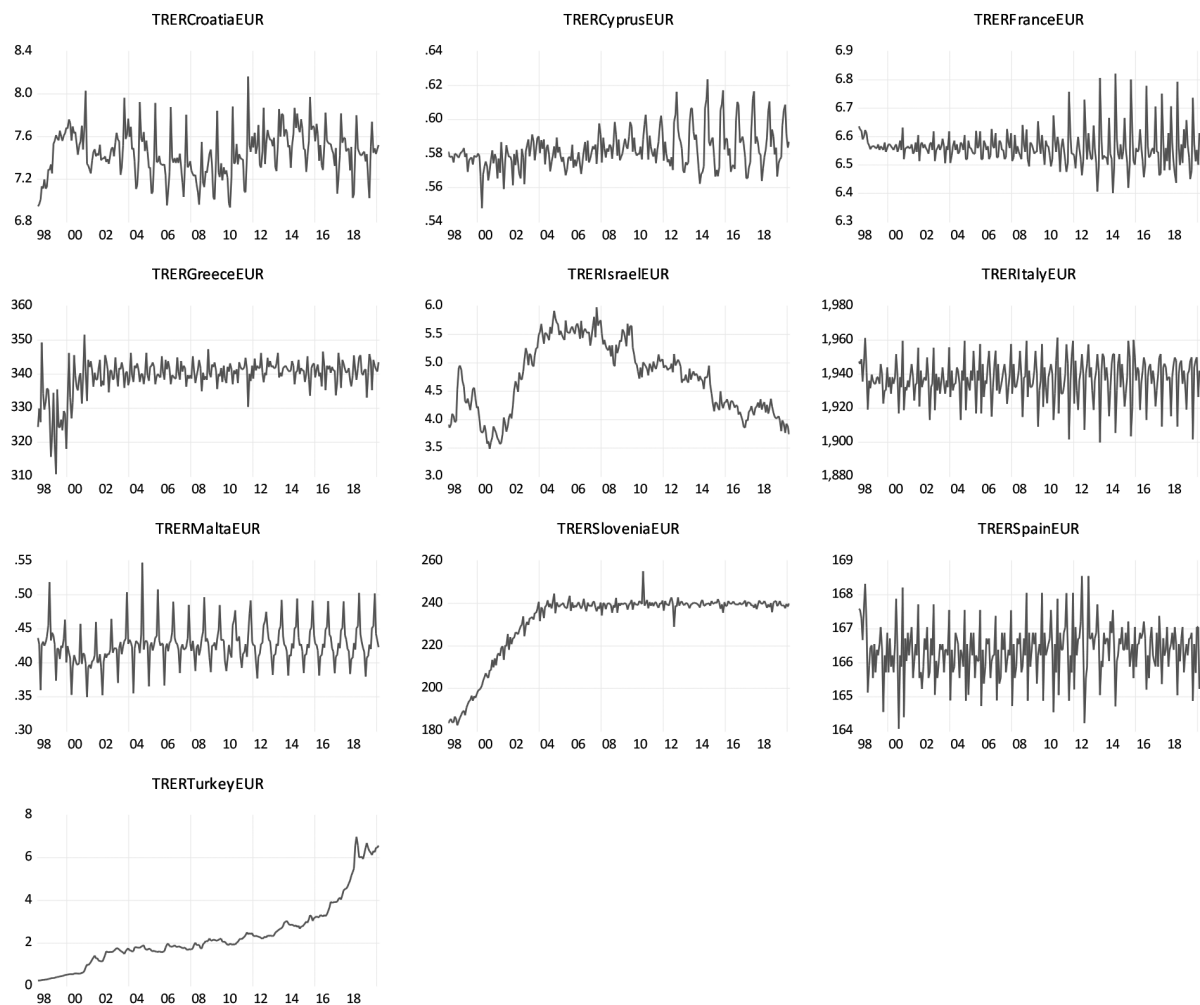 TRERCroatiaEUR
8.4
8.0
7.6
7.2
6.8
98 00 02 04 06 08 10 12 14 16 18
TRERCyprusEUR
.64
.62
.60
.58
.56
.54
98 00 02 04 06 08 10 12 14 16 18
TRERFranceEUR
6.9
6.8
6.7
6.6
6.5
6.4
6.3
98 00 02 04 06 08 10 12 14 16 18
TRERGreeceEUR
360
350
340
330
320
310
98 00 02 04 06 08 10 12 14 16 18
TRERIsraelEUR
6.0
5.5
5.0
4.5
4.0
3.5
3.0
98 00 02 04 06 08 10 12 14 16 18
TRERItalyEUR
1,980
1,960
1,940
1,920
1,900
1,880
98 00 02 04 06 08 10 12 14 16 18
TRERMaltaEUR
.55
.50
.45
.40
.35
.30
98 00 02 04 06 08 10 12 14 16 18
TRERSloveniaEUR
260
240
220
200
180
98 00 02 04 06 08 10 12 14 16 18
TRERSpainEUR
169
168
167
166
165
164
98 00 02 04 06 08 10 12 14 16 18
TRERTurkeyEUR
8
6
4
2
0
98 00 02 04 06 08 10 12 14 16 18